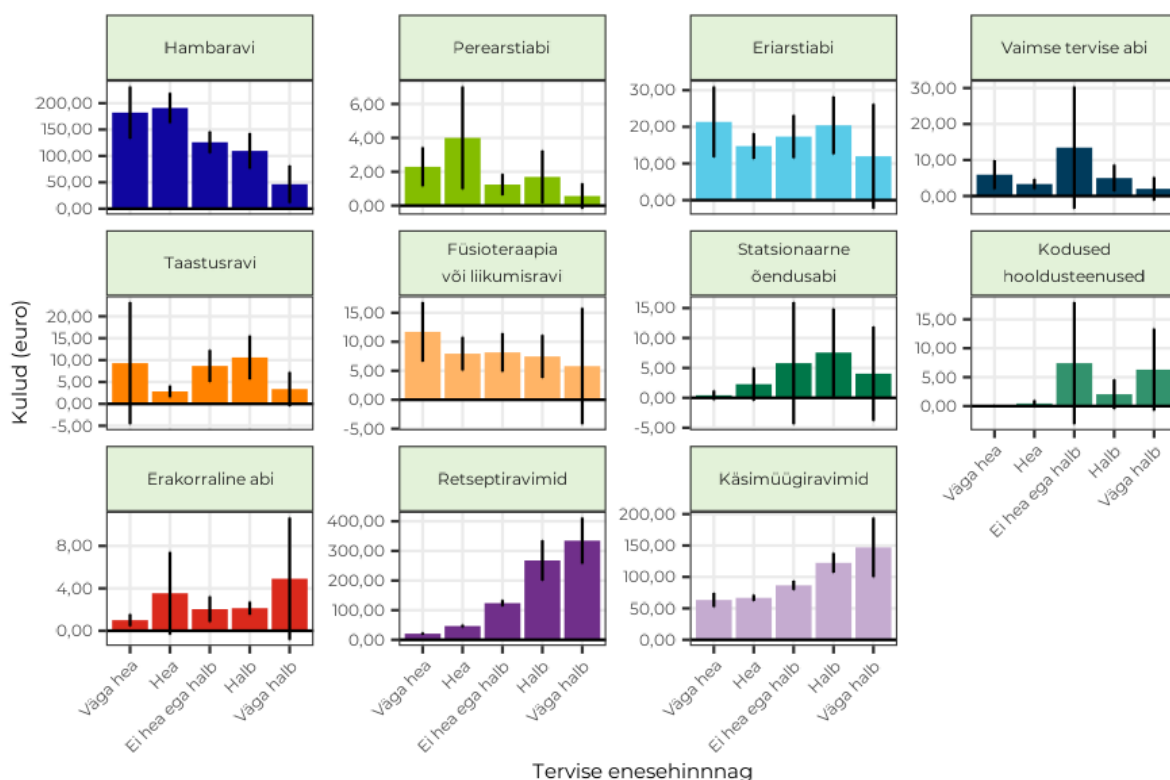 Hambaravi
Perearstiabi
Eriarstiabi
Vaimse tervise abi
200,00
150,00
100,00
50,00
0,00
6,00
4,00
2,00
0,00
30,00
20,00
10,00
0,00
30,00
20,00
10,00
0,00
Taastusravi
Füsioteraapia
või liikumisravi
Statsionaarne
õendusabi
Kodused
hooldusteenused
20,00
15,00
10,00
5,00
0,00
-5,00
15,00
10,00
5,00
0,00
-5,00
15,00
10,00
5,00
0,00
-5,00
15,00
10,00
5,00
0,00
Kulud (euro)
Väga hea
Hea
Ei hea ega halb
Halb
Väga halb
Erakorraline abi
Retseptiravimid
Käsimüügiravimid
8,00
4,00
0,00
400,00
300,00
200,00
100,00
0,00
200,00
150,00
100,00
50,00
0,00
Väga hea
Hea
Ei hea ega halb
Halb
Väga halb
Väga hea
Hea
Ei hea ega halb
Halb
Väga halb
Väga hea
Hea
Ei hea ega halb
Halb
Väga halb
Tervise enesehinnnag